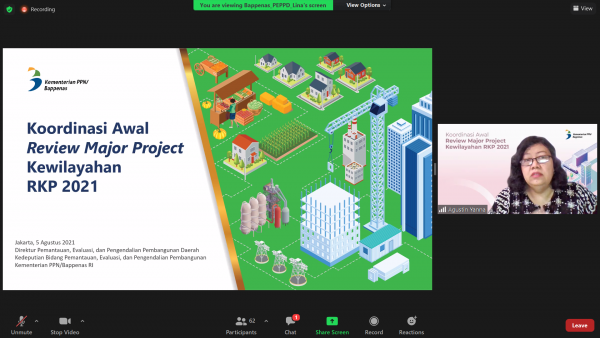 Recording
You are viewing Bappenas_PEPPD_Lina's screen
View Options
View
Kementerian PPN/
Bappenas
Koordinasi Awal
Review Major Project
Kewilayahan
RKP 2021
Jakarta, 5 Agustus 2021
Direktur Pemantauan, Evaluasi, dan Pengendalian Pembangunan Daerah
Kedeputian Bidang Pemantauan, Evaluasi, dan Pengendalian Pembangunan
Kementerian PPN/Bappenas RI
Koordinasi Awal
Review Major Project
Kewilayahan RKP 2021
Agustin Yanna
Unmute
Stop Video
62
Participants
1
Chat
Share Screen
Record
Reactions
Leave